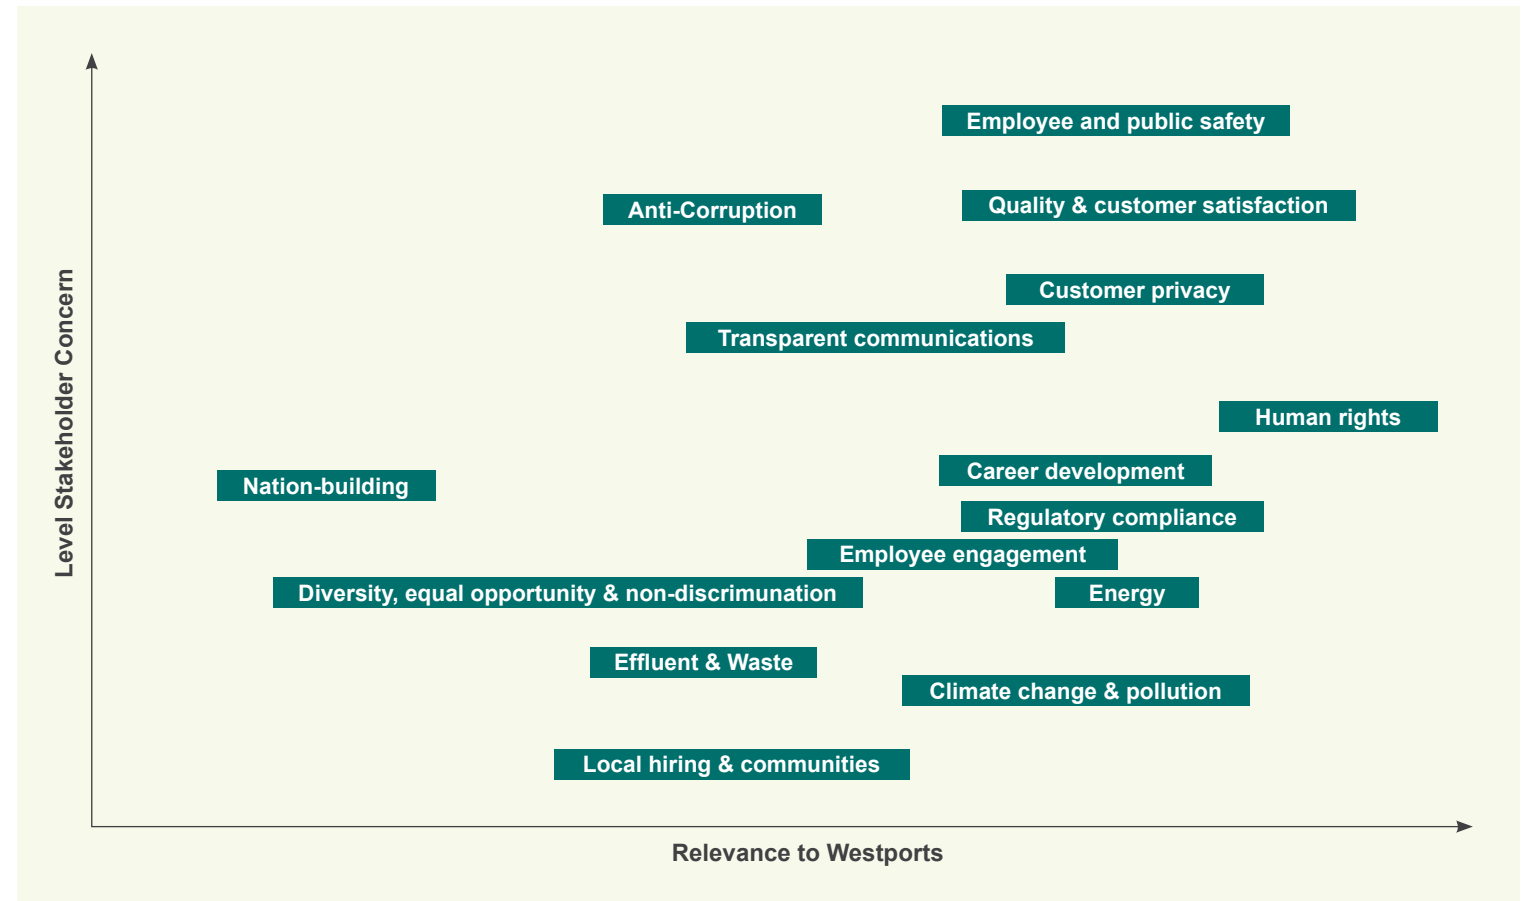 Employee and public safety
Quality & customer satisfaction
Anti-Corruption
Customer privacy
Transparent communications
Human rights
Career development
Nation-building
Regulatory compliance
Employee engagement
Diversity, equal opportunity & non-discrimunation
Energy
Effluent & Waste
Climate change & pollution
Local hiring & communities
Level Stakeholder Concern
Relevance to Westports